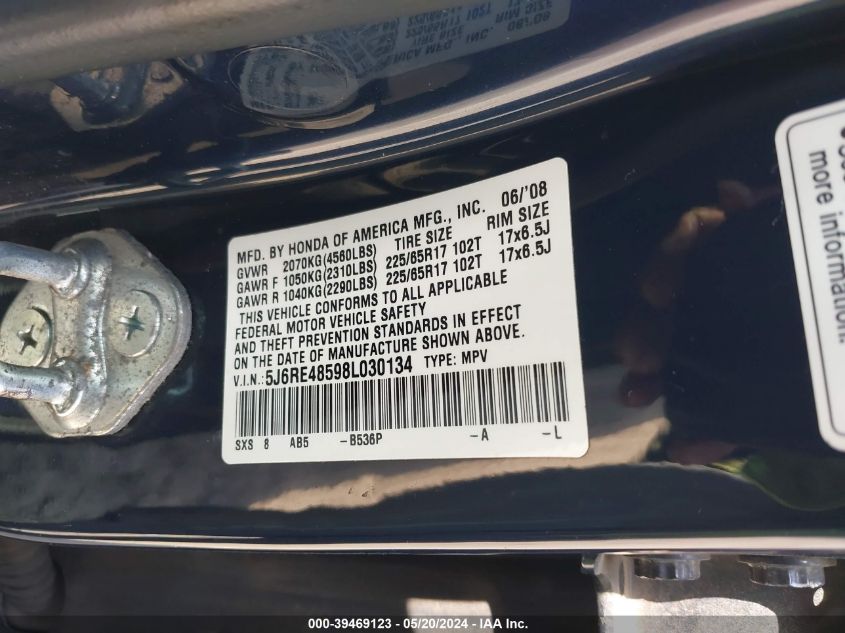 MFD. BY HONDA OF AMERICA MFG., INC. 06/'08
GVWR 2070KG(4560LBS) TIRE SIZE RIM SIZE
GAWR F 1050KG(2310LBS) 225/65R17 102T 17x6.5J
GAWR R 1040KG(2290LBS) 225/65R17 102T 17x6.5J
THIS VEHICLE CONFORMS TO ALL APPLICABLE
FEDERAL MOTOR VEHICLE SAFETY
AND THEFT PREVENTION STANDARDS IN EFFECT
ON THE DATE OF MANUFACTURE SHOWN ABOVE.
V.I.N.: 5J6RE48598L030134 TYPE: MPV
SXS 8 AB5 -B536P -A -L
more information.
000-39469123 - 05/20/2024 - IAA Inc.